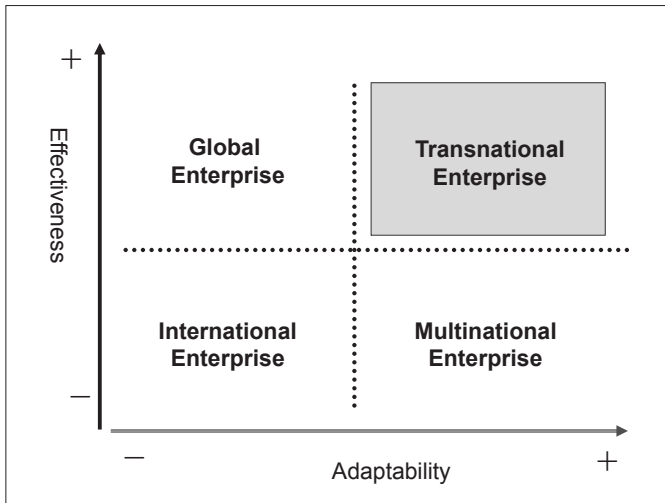 +
Effectiveness
Global
Enterprise
Transnational
Enterprise
International
Enterprise
Multinational
Enterprise
−
−
Adaptability
+